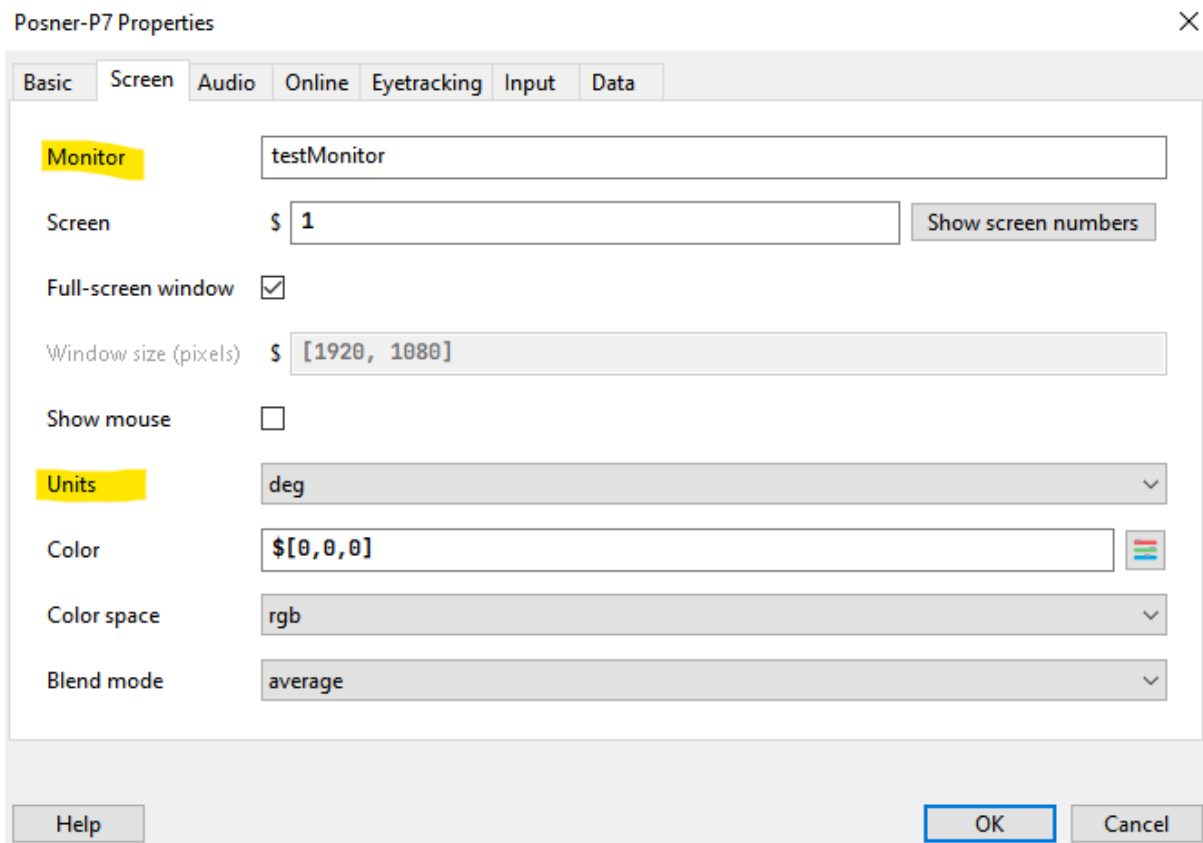 Posner-P7 Properties
Basic Screen Audio Online Eyetracking Input Data
Monitor testMonitor
Screen $ 1 Show screen numbers
Full-screen window
Window size (pixels) $ [1920, 1080]
Show mouse
Units deg
Color $[0,0,0]
Color space rgb
Blend mode average
Help OK Cancel